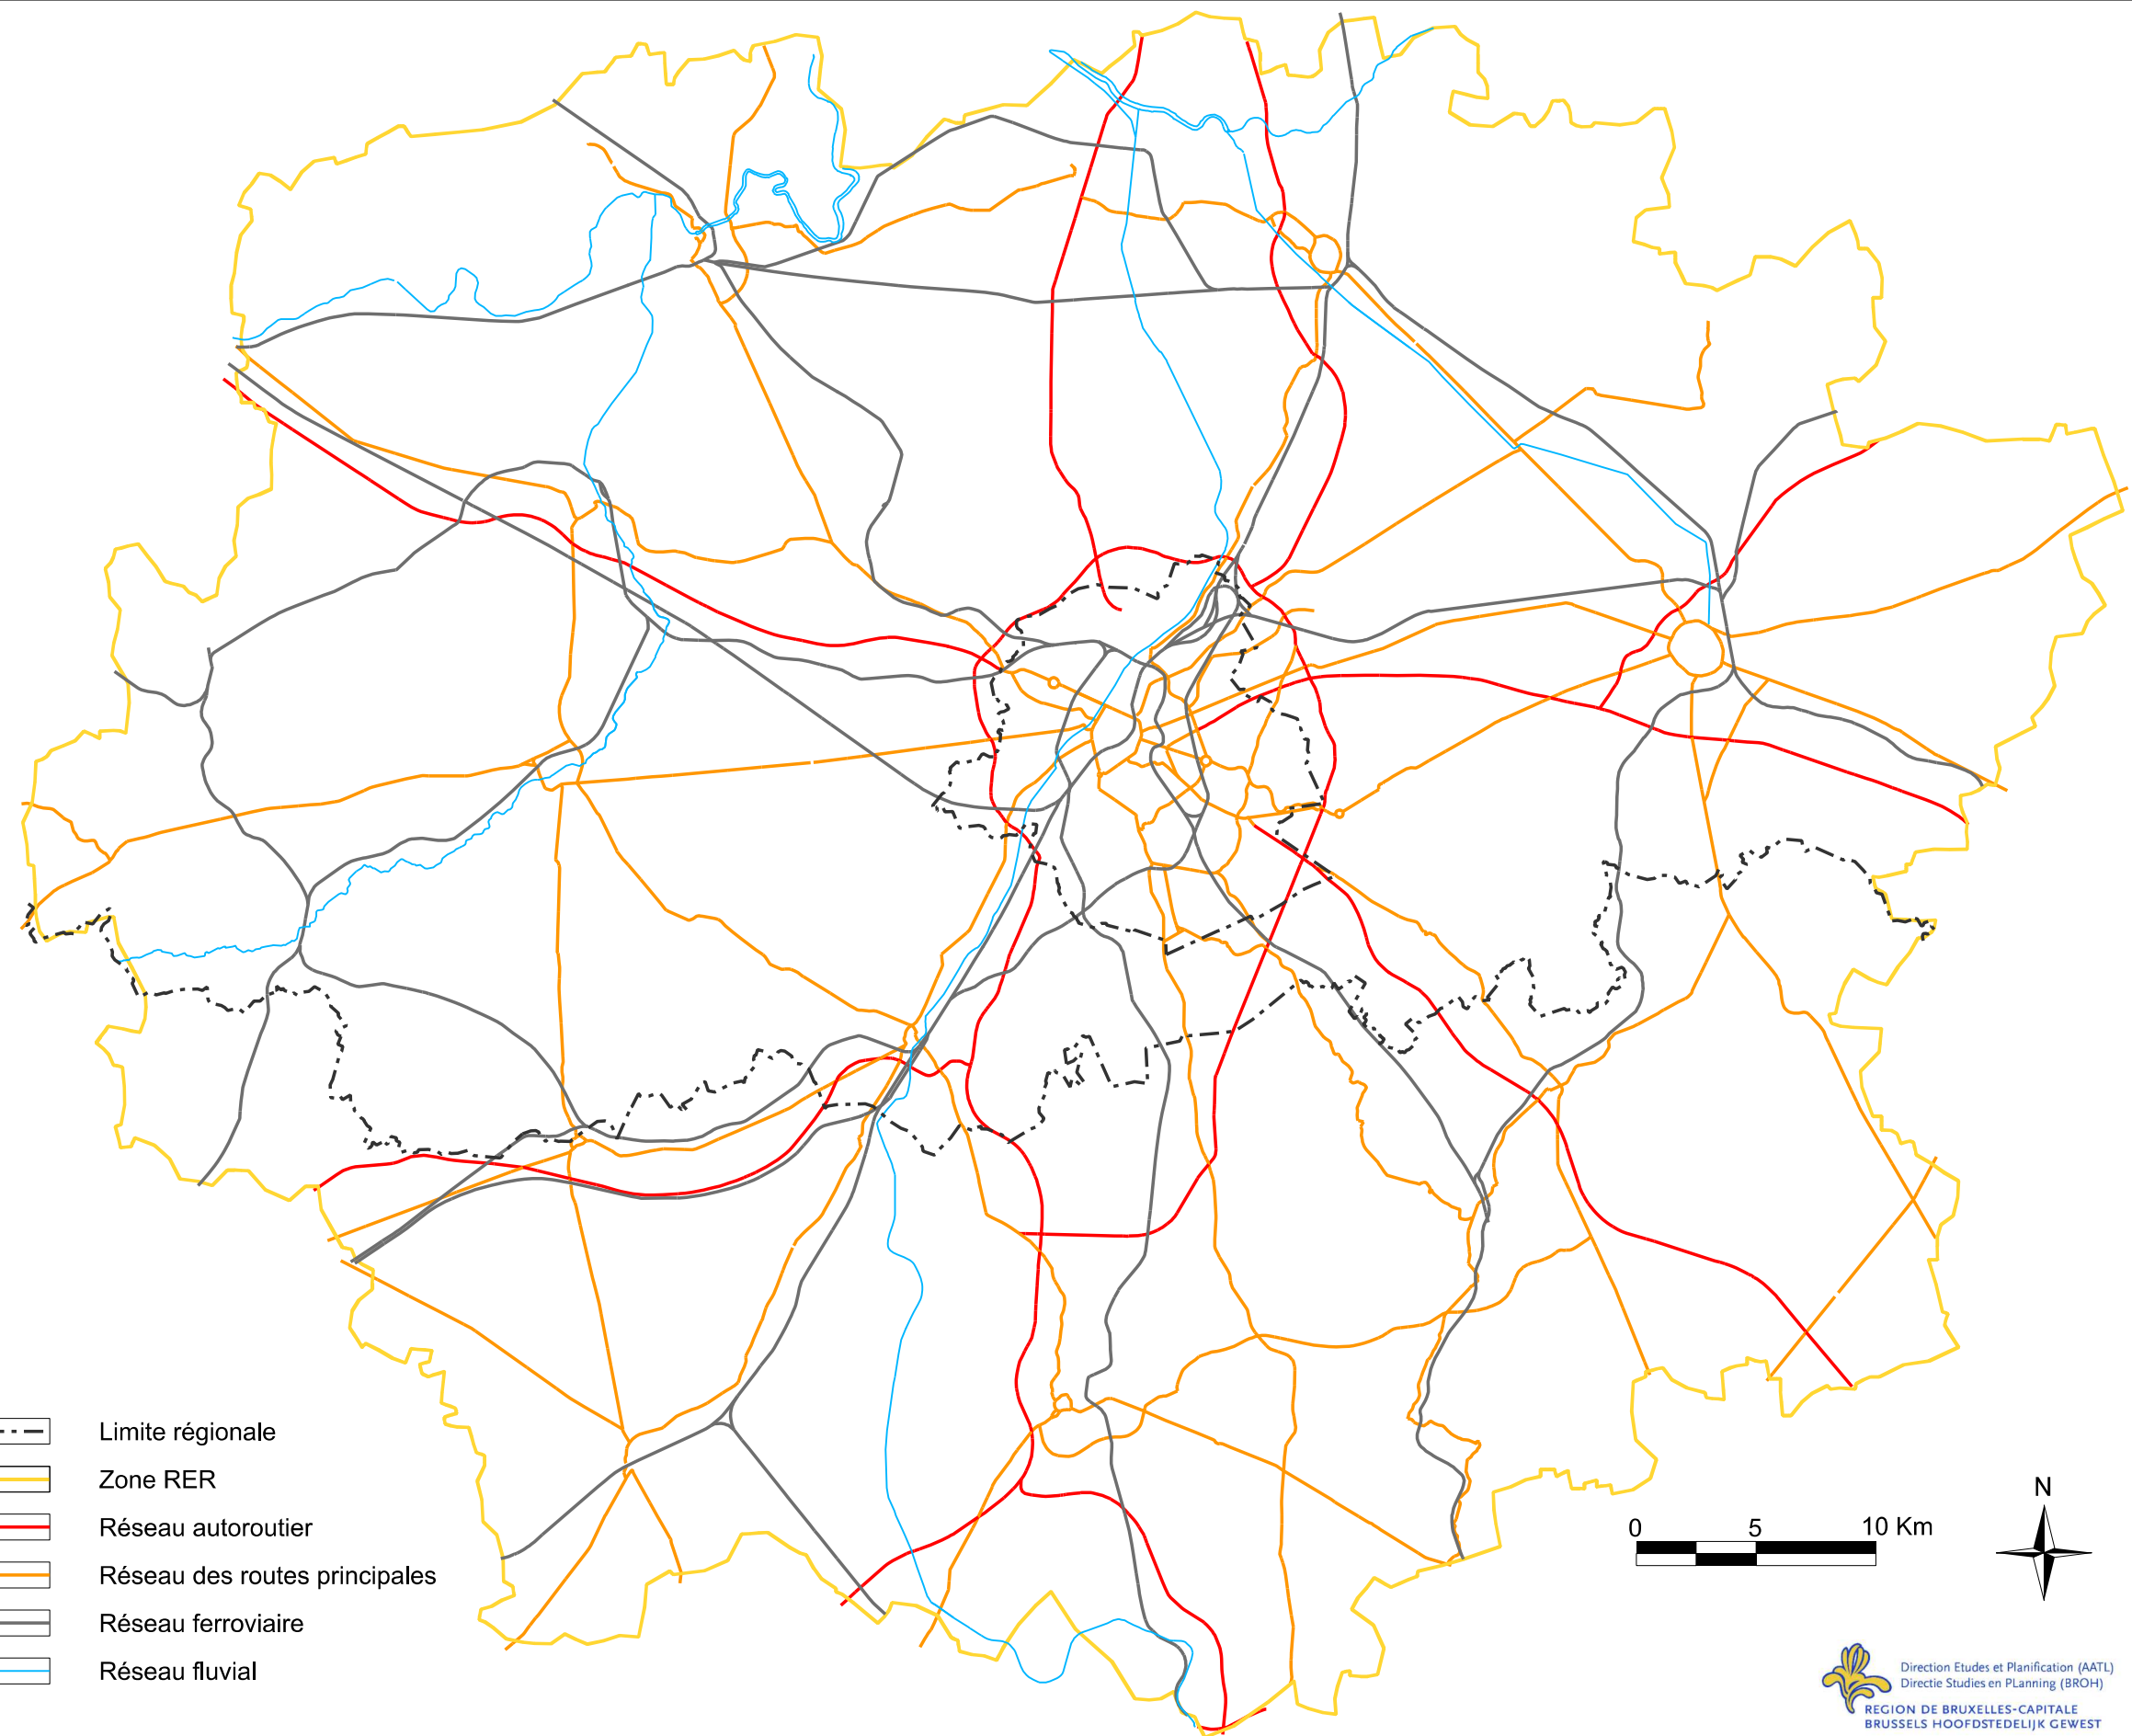 Limite régionale
Zone RER
Réseau autoroutier
Réseau des routes principales
Réseau ferroviaire
Réseau fluvial
0 5 10 Km
N
Direction Etudes et Planification (AATL)
Directie Studies en Planning (BROH)
REGION DE BRUXELLES-CAPITALE
BRUSSELS HOOFDSTEDELIJK GEWEST